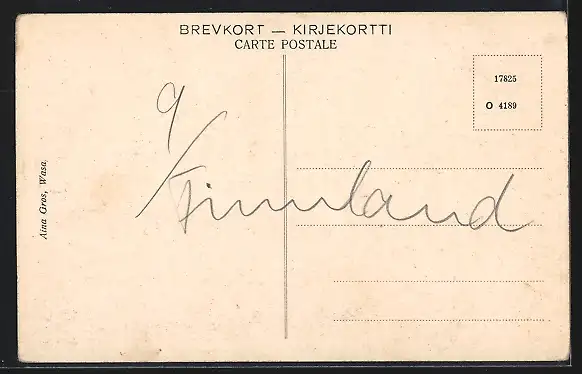 BREVKORT — KIRJEKORTTI
CARTE POSTALE
17825
O 4189
9/
Finnland
Aina Gros, Wasa.